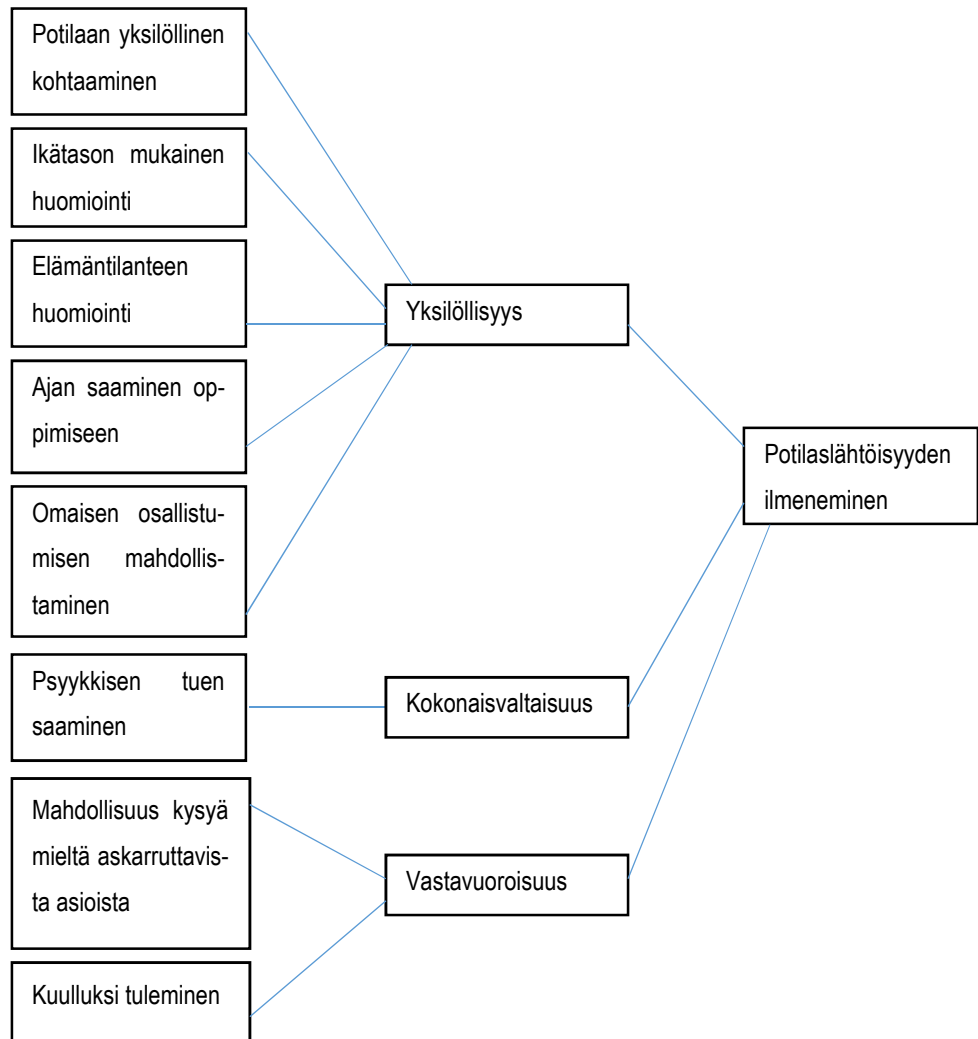 Potilaan yksilöllinen
kohtaaminen
Ikätason mukainen
huomiointi
Elämäntilanteen
huomiointi
Ajan saaminen op-
pimiseen
Omaisen osallistu-
misen mahdollis-
taminen
Psyykkisen tuen
saaminen
Mahdollisuus kysyä
mieltä askarruttavis-
ta asioista
Kuulluksi tuleminen
Yksilöllisyys
Kokonaisvaltaisuus
Vastavuoroisuus
Potilaslähtöisyyden
ilmeneminen